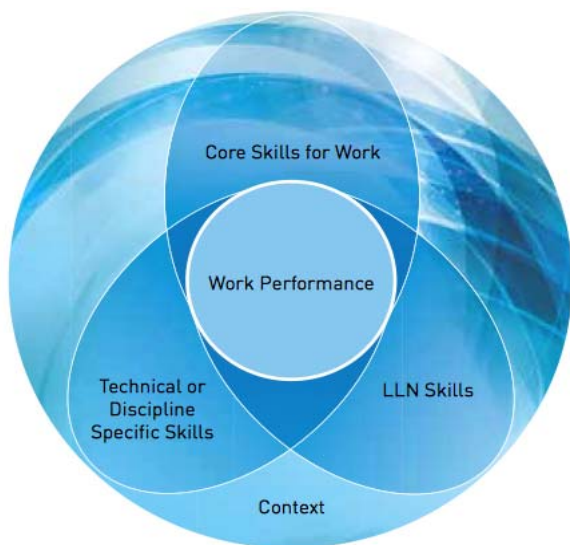 Core Skills for Work
Work Performance
Technical or
Discipline
Specific Skills
LLN Skills
Context